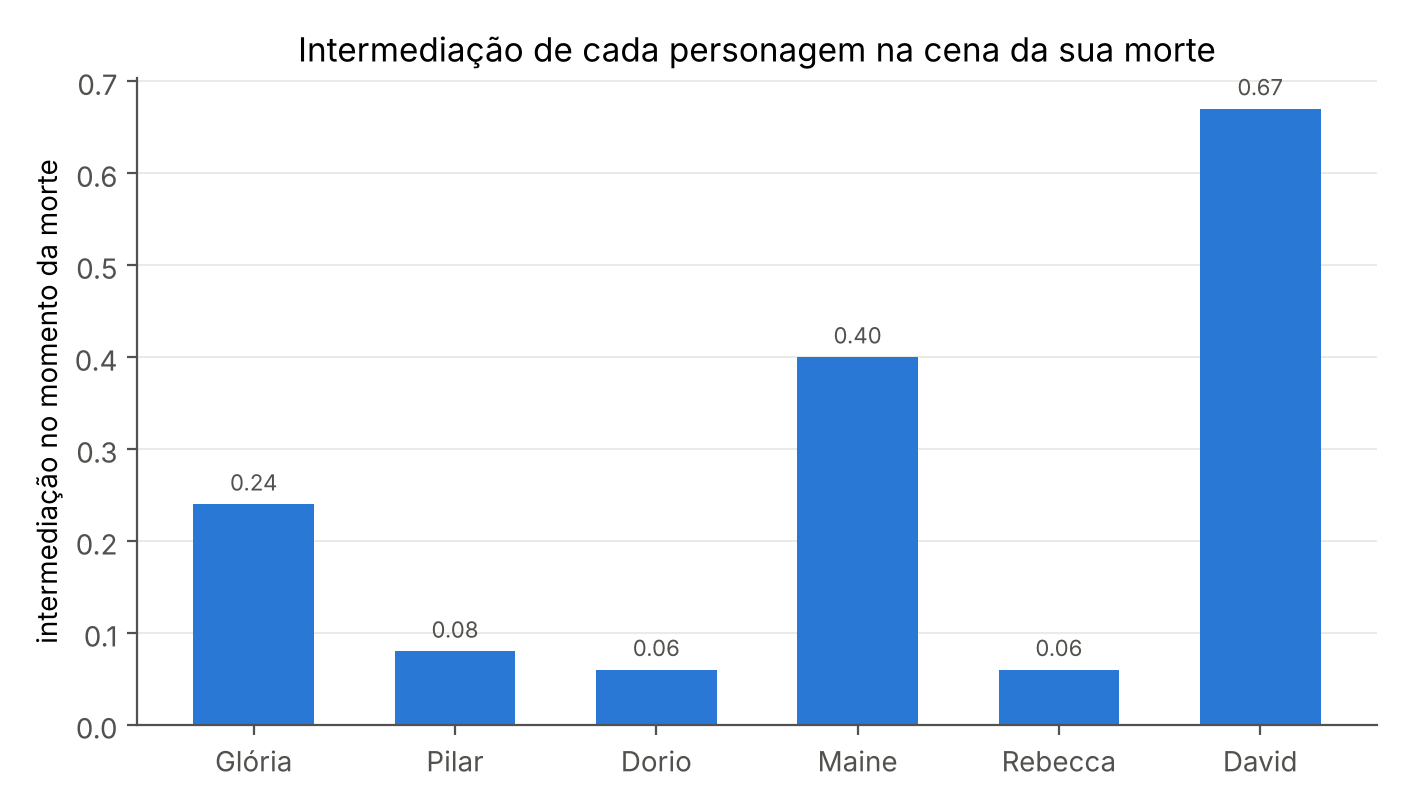 Intermediação de cada personagem na cena da sua morte
intermediação no momento da morte
0.7
0.6
0.5
0.4
0.3
0.2
0.1
0.0
0.24
0.08
0.06
0.40
0.06
0.67
Glória
Pilar
Dorio
Maine
Rebecca
David